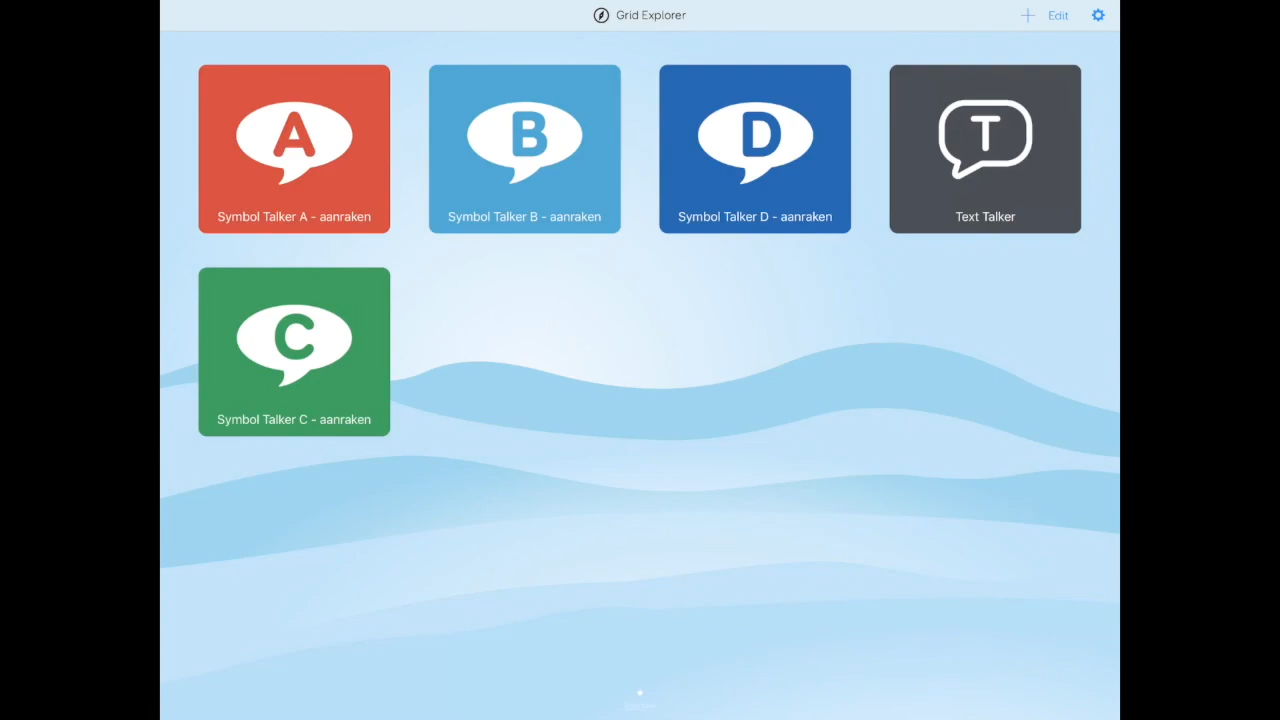 Grid Explorer
Edit
A
B
D
T
Symbol Talker A - aanraken
Symbol Talker B - aanraken
Symbol Talker D - aanraken
Text Talker
C
Symbol Talker C - aanraken